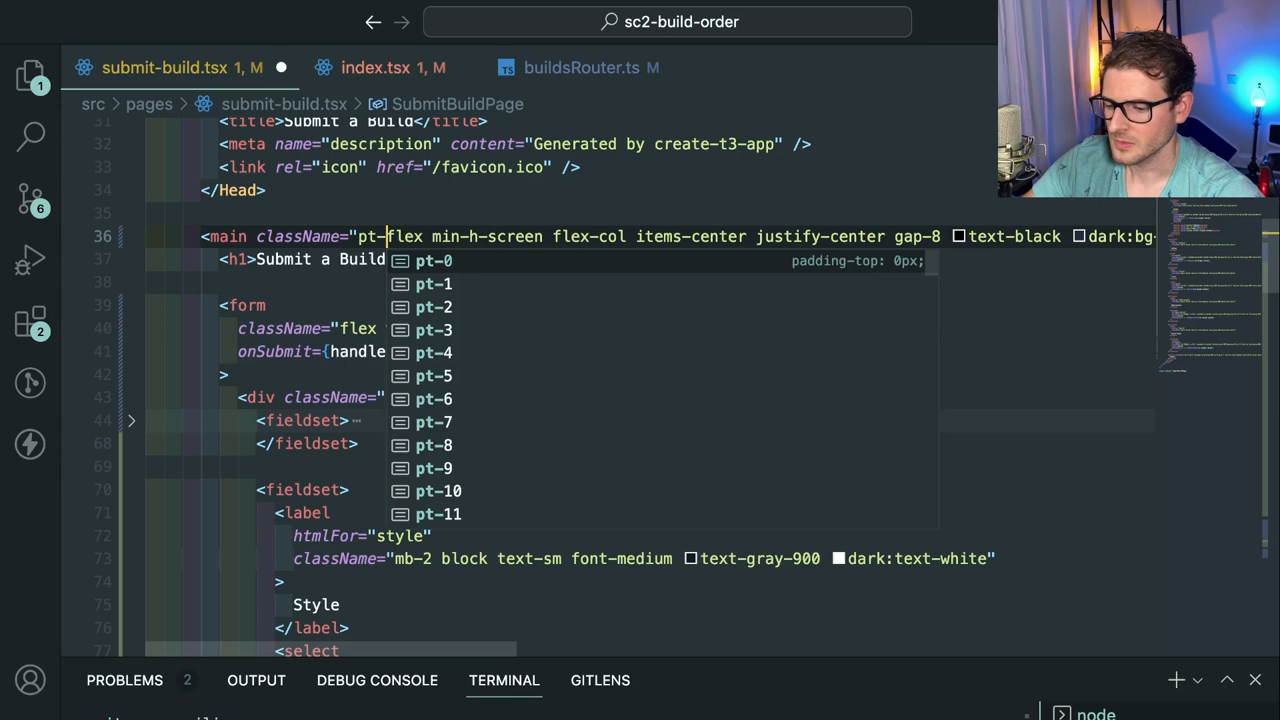 sc2-build-order
submit-build.tsx 1, M
index.tsx 1, M
TS buildsRouter.ts M
src > pages > submit-build.tsx > SubmitBuildPage
31 <title>Submit a Build</title>
32 <meta name="description" content="Generated by create-t3-app" />
33 <link rel="icon" href="/favicon.ico" />
34 </Head>
35
36 <main className="pt-flex min-h-screen flex-col items-center justify-center gap-8 text-black dark:bg-
37 <h1>Submit a Build
pt-0 padding-top: 0px;
38
pt-1
39 <form
pt-2
40 className="flex
pt-3
41 onSubmit={handle
pt-4
42 >
pt-5
43 <div className="
pt-6
44 <fieldset>
pt-7
68 </fieldset>
pt-8
69
pt-9
70 <fieldset>
pt-10
71 <label
pt-11
72 htmlFor="style"
73 className="mb-2 block text-sm font-medium text-gray-900 dark:text-white"
74 >
75 Style
76 </label>
77 <select
1
6
2
PROBLEMS 2 OUTPUT DEBUG CONSOLE TERMINAL GITLENS
node